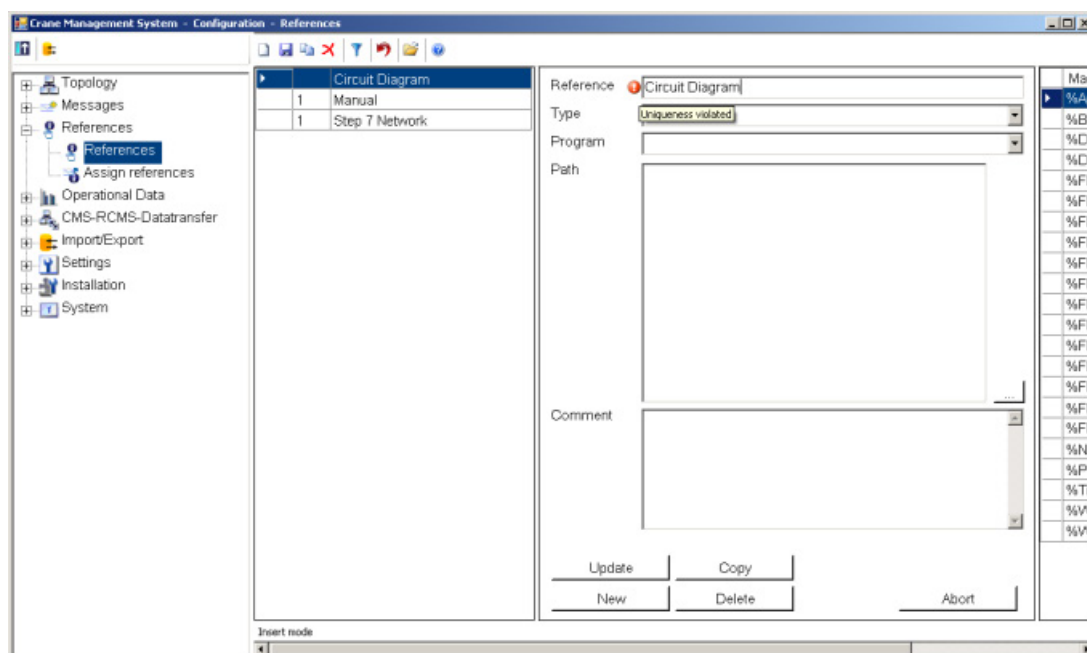 Crane Management System - Configuration - References
Topology
Messages
References
References
Assign references
Operational Data
CMS-RCMS-Datatransfer
Import/Export
Settings
Installation
System
Circuit Diagram
1 Manual
1 Step 7 Network
Reference Circuit Diagram
Type Uniqueness violated
Program
Path
...
Comment
Update Copy
New Delete Abort
Insert mode
Ma
%A
%B
%D
%D
%F
%F
%F
%F
%F
%F
%F
%F
%F
%F
%F
%F
%F
%N
%P
%T
%V
%V